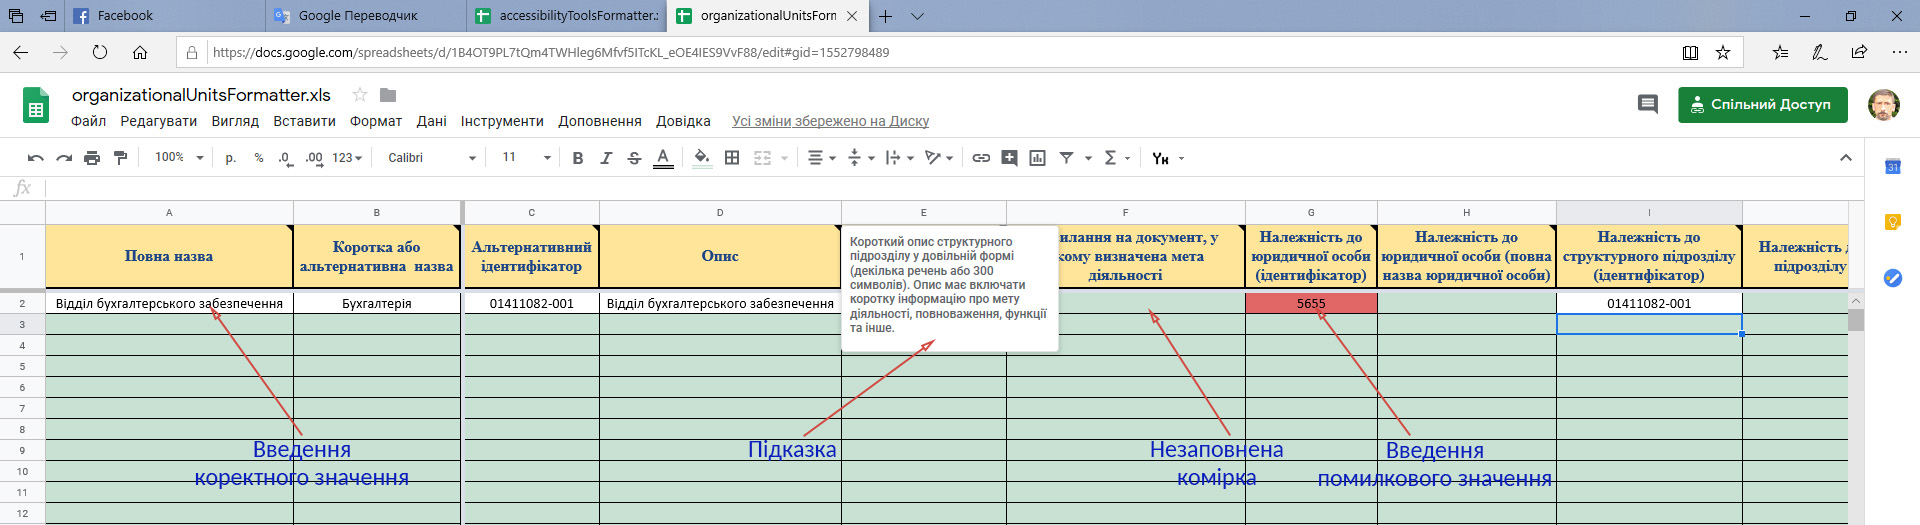 Facebook
Google Переводчик
accessibilityToolsFormatter.
organizationalUnitsForm
https://docs.google.com/spreadsheets/d/1B4OT9PL7tQm4TWHleg6Mfvf5ITcKL_eOE4IES9VvF88/edit#gid=1552798489
organizationalUnitsFormatter.xls
Файл Редагувати Вигляд Вставити Формат Дані Інструменти Доповнення Довідка Усі зміни збережено на Диску
Спільний Доступ
100% р. % .0 .00 123 Calibri 11 B I S A Σ Ун
31
fx
A B C D E F G H I
1
Повна назва
Коротка або
альтернативна назва
Альтернативний
ідентифікатор
Опис
Короткий опис структурного
підрозділу у довільній формі
(декілька речень або 300
символів). Опис має включати
коротку інформацію про мету
діяльності, повноваження, функції
та інше.
илання на документ, у
кому визначена мета
діяльності
Належність до
юридичної особи
(ідентифікатор)
Належність до
юридичної особи (повна
назва юридичної особи)
Належність до
структурного підрозділу
(ідентифікатор)
Належність
підрозділу
2 Відділ бухгалтерського забезпечення Бухгалтерія 01411082-001 Відділ бухгалтерського забезпечення 5655 01411082-001
3
4
5
6
7
8
9
10
11
12
Введення
коректного значення
Підказка
Незаповнена
комірка
Введення
помилкового значення